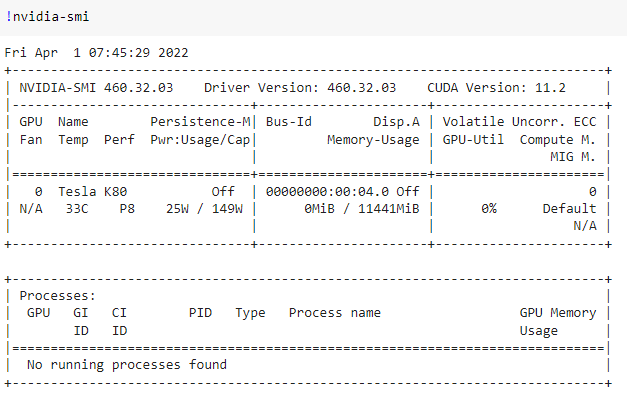 !nvidia-smi
Fri Apr  1 07:45:29 2022
+-----------------------------------------------------------------------------+
| NVIDIA-SMI 460.32.03    Driver Version: 460.32.03    CUDA Version: 11.2     |
|-------------------------------+----------------------+----------------------+
| GPU  Name        Persistence-M| Bus-Id        Disp.A | Volatile Uncorr. ECC |
| Fan  Temp  Perf  Pwr:Usage/Cap|         Memory-Usage | GPU-Util  Compute M. |
|                               |                      |               MIG M. |
|===============================+======================+======================|
|   0  Tesla K80           Off  | 00000000:00:04.0 Off |                    0 |
| N/A   33C    P8    25W / 149W |      0MiB / 11441MiB |      0%      Default |
|                               |                      |                  N/A |
+-------------------------------+----------------------+----------------------+
+-----------------------------------------------------------------------------+
| Processes:                                                                  |
|  GPU   GI   CI        PID   Type   Process name                  GPU Memory |
|        ID   ID                                                   Usage      |
|=============================================================================|
|  No running processes found                                                 |
+-----------------------------------------------------------------------------+